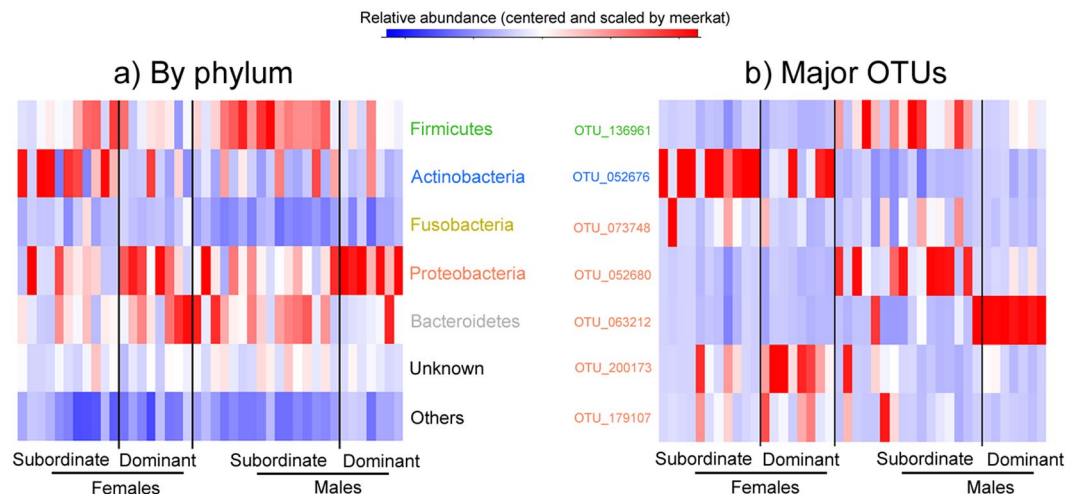 Relative abundance (centered and scaled by meerkat)
a) By phylum
Firmicutes
Actinobacteria
Fusobacteria
Proteobacteria
Bacteroidetes
Unknown
Others
Subordinate Dominant Subordinate Dominant
Females Males
b) Major OTUs
OTU_136961
OTU_052676
OTU_073748
OTU_052680
OTU_063212
OTU_200173
OTU_179107
Subordinate Dominant Subordinate Dominant
Females Males